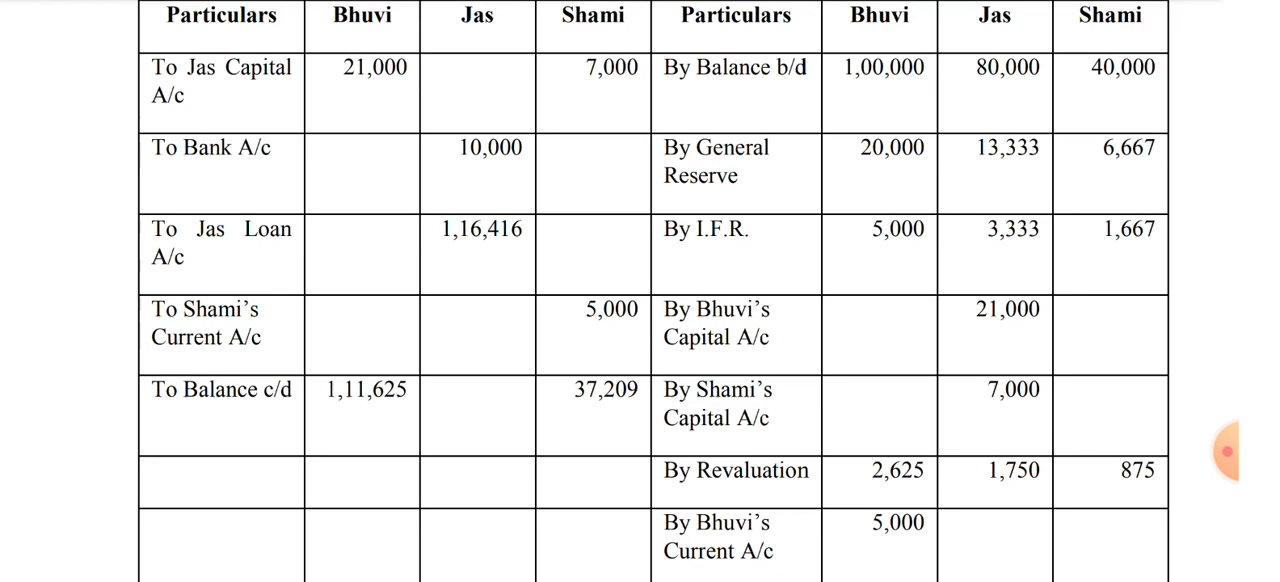 Particulars Bhuvi Jas Shami Particulars Bhuvi Jas Shami
To Jas Capital 21,000 7,000 By Balance b/d 1,00,000 80,000 40,000
A/c
To Bank A/c 10,000 By General 20,000 13,333 6,667
Reserve
To Jas Loan 1,16,416 By I.F.R. 5,000 3,333 1,667
A/c
To Shami’s 5,000 By Bhuvi’s 21,000
Current A/c Capital A/c
To Balance c/d 1,11,625 37,209 By Shami’s 7,000
Capital A/c
By Revaluation 2,625 1,750 875
By Bhuvi’s 5,000
Current A/c